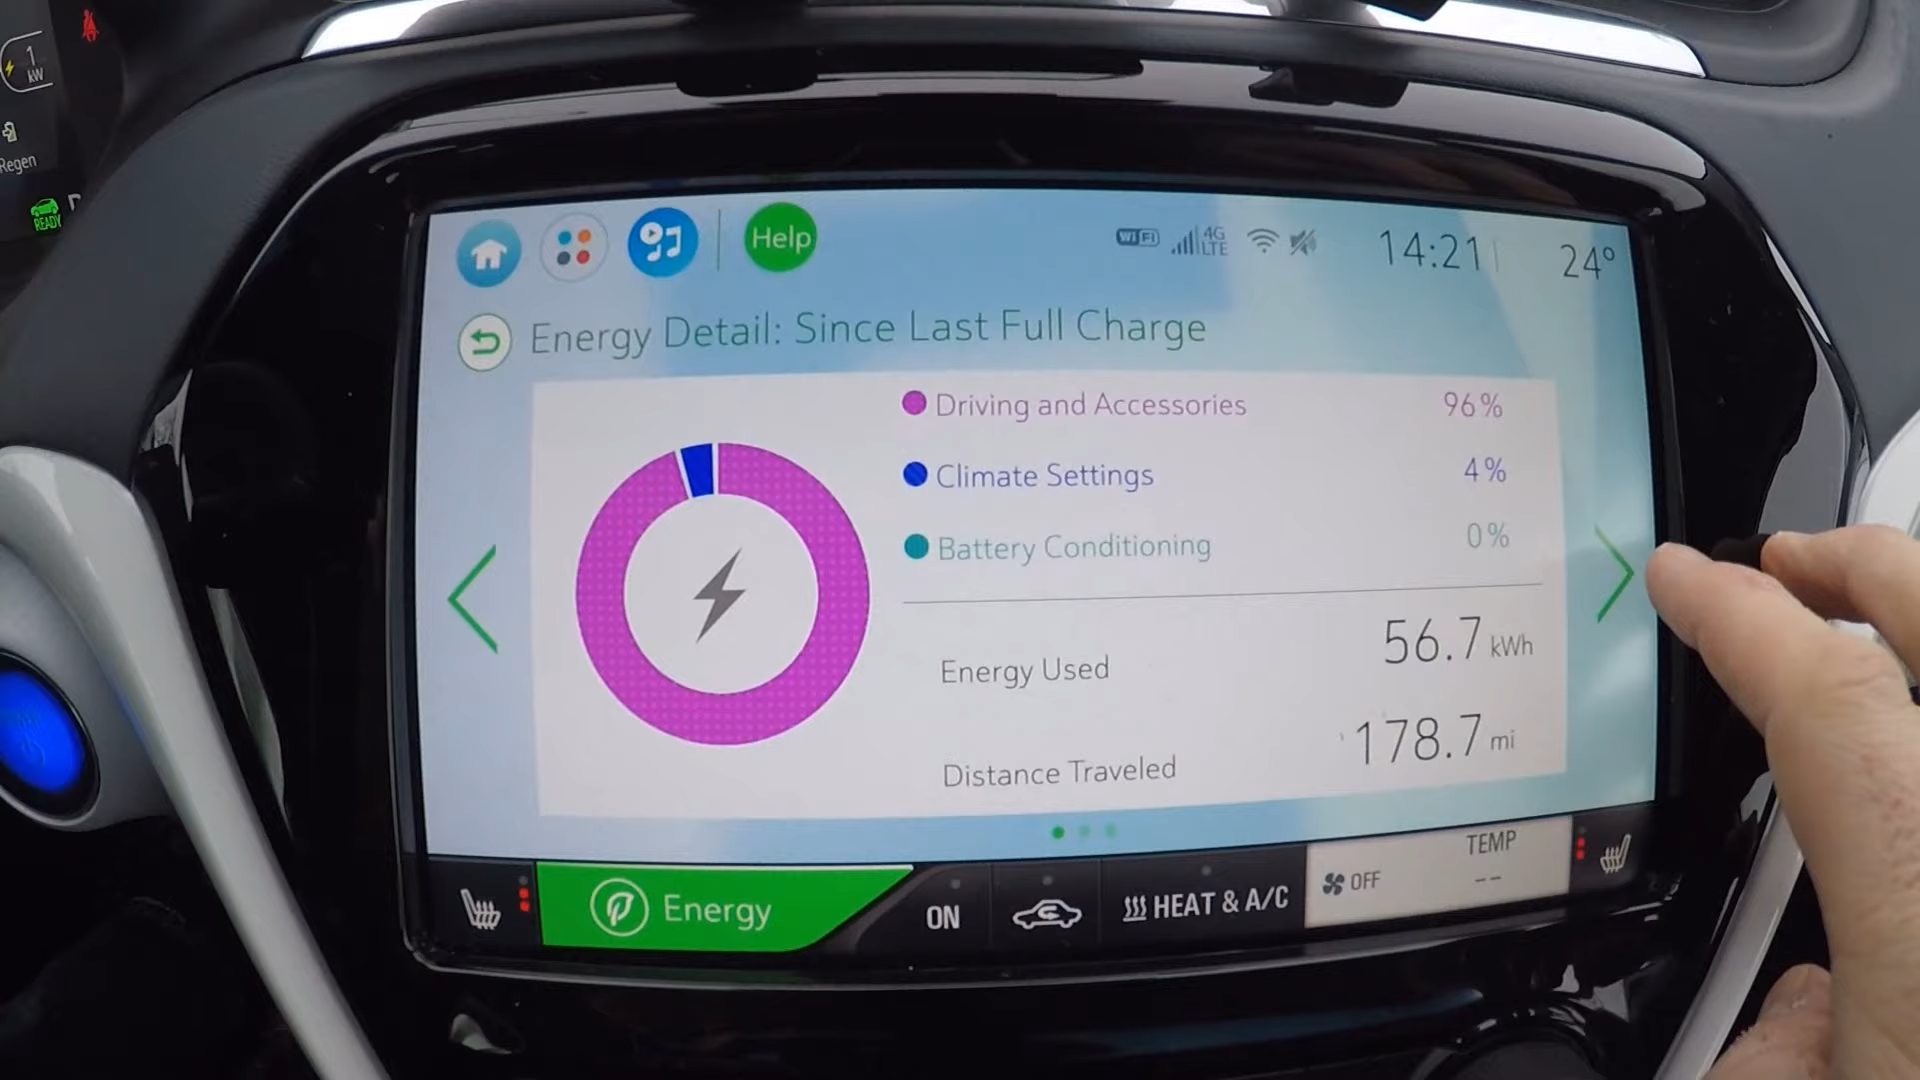 1
kW
Regen
READY
Help
WiFi
4G
LTE
14:21
24°
Energy Detail: Since Last Full Charge
Driving and Accessories 96%
Climate Settings 4%
Battery Conditioning 0%
Energy Used 56.7 kWh
Distance Traveled 178.7 mi
Energy
ON
HEAT & A/C
OFF
TEMP
--